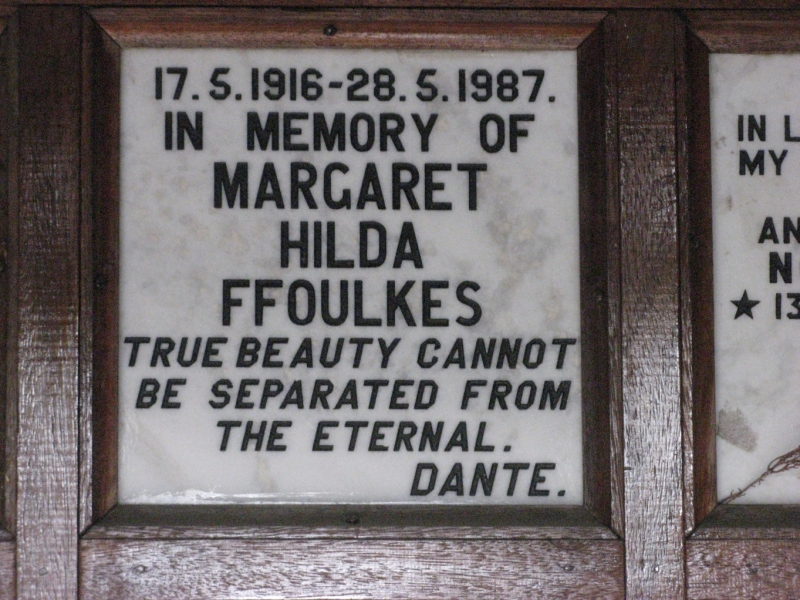 17.5.1916-28.5.1987.
IN MEMORY OF
MARGARET
HILDA
FFOULKES
TRUE BEAUTY CANNOT
BE SEPARATED FROM
THE ETERNAL.
DANTE.
IN L
MY
AN
★ 13